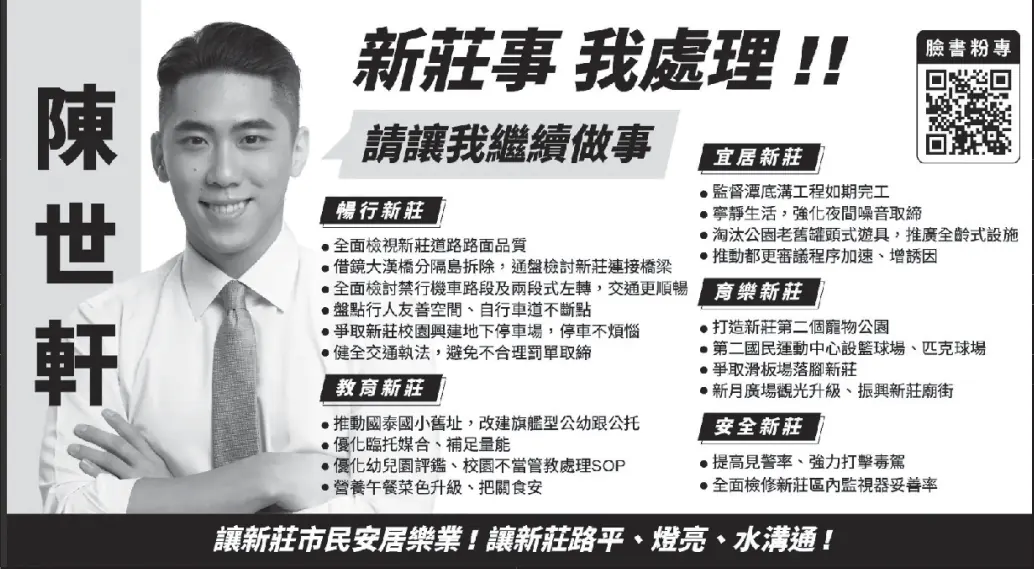 陳世軒
新莊事 我處理!!
請讓我繼續做事
臉書粉專
暢行新莊
●全面檢視新莊道路路面品質
●借鏡大漢橋分隔島拆除，通盤檢討新莊連接橋梁
●全面檢討禁行機車路段及兩段式左轉，交通更順暢
●盤點行人友善空間、自行車道不斷點
●爭取新莊校園興建地下停車場，停車不煩惱
●健全交通執法，避免不合理罰單取締
教育新莊
●推動國泰國小舊址，改建旗艦型公幼跟公托
●優化臨托媒合、補足量能
●優化幼兒園評鑑、校園不當管教處理SOP
●營養午餐菜色升級、把關食安
宜居新莊
●監督潭底溝工程如期完工
●寧靜生活，強化夜間噪音取締
●淘汰公園老舊罐頭式遊具，推廣全齡式設施
●推動都更審議程序加速、增誘因
育樂新莊
●打造新莊第二個寵物公園
●第二國民運動中心設籃球場、匹克球場
●爭取滑板場落腳新莊
●新月廣場觀光升級、振興新莊廟街
安全新莊
●提高見警率、強力打擊毒駕
●全面檢修新莊區內監視器妥善率
讓新莊市民安居樂業！讓新莊路平、燈亮、水溝通！